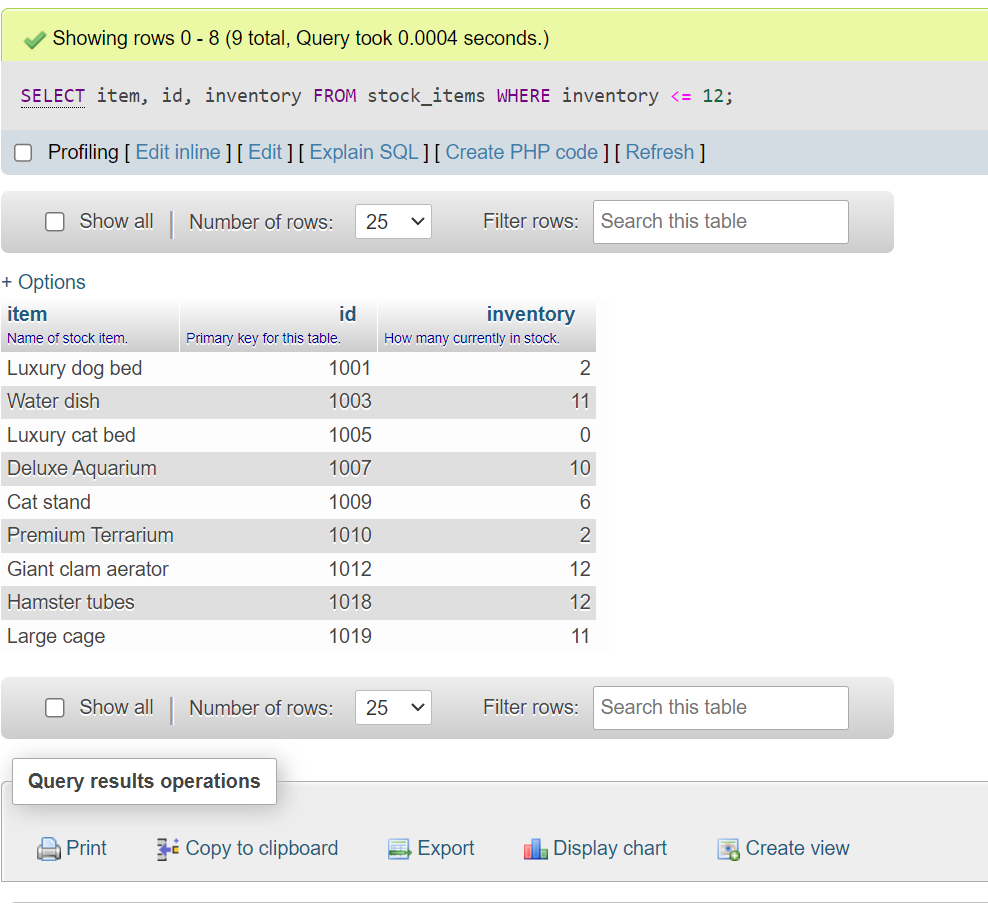 Showing rows 0 - 8 (9 total, Query took 0.0004 seconds.)
SELECT item, id, inventory FROM stock_items WHERE inventory <= 12;
Profiling [ Edit inline ] [ Edit ] [ Explain SQL ] [ Create PHP code ] [ Refresh ]
Show all | Number of rows: 25 Filter rows: Search this table
+ Options
item id inventory
Name of stock item. Primary key for this table. How many currently in stock.
Luxury dog bed 1001 2
Water dish 1003 11
Luxury cat bed 1005 0
Deluxe Aquarium 1007 10
Cat stand 1009 6
Premium Terrarium 1010 2
Giant clam aerator 1012 12
Hamster tubes 1018 12
Large cage 1019 11
Show all | Number of rows: 25 Filter rows: Search this table
Query results operations
Print Copy to clipboard Export Display chart Create view